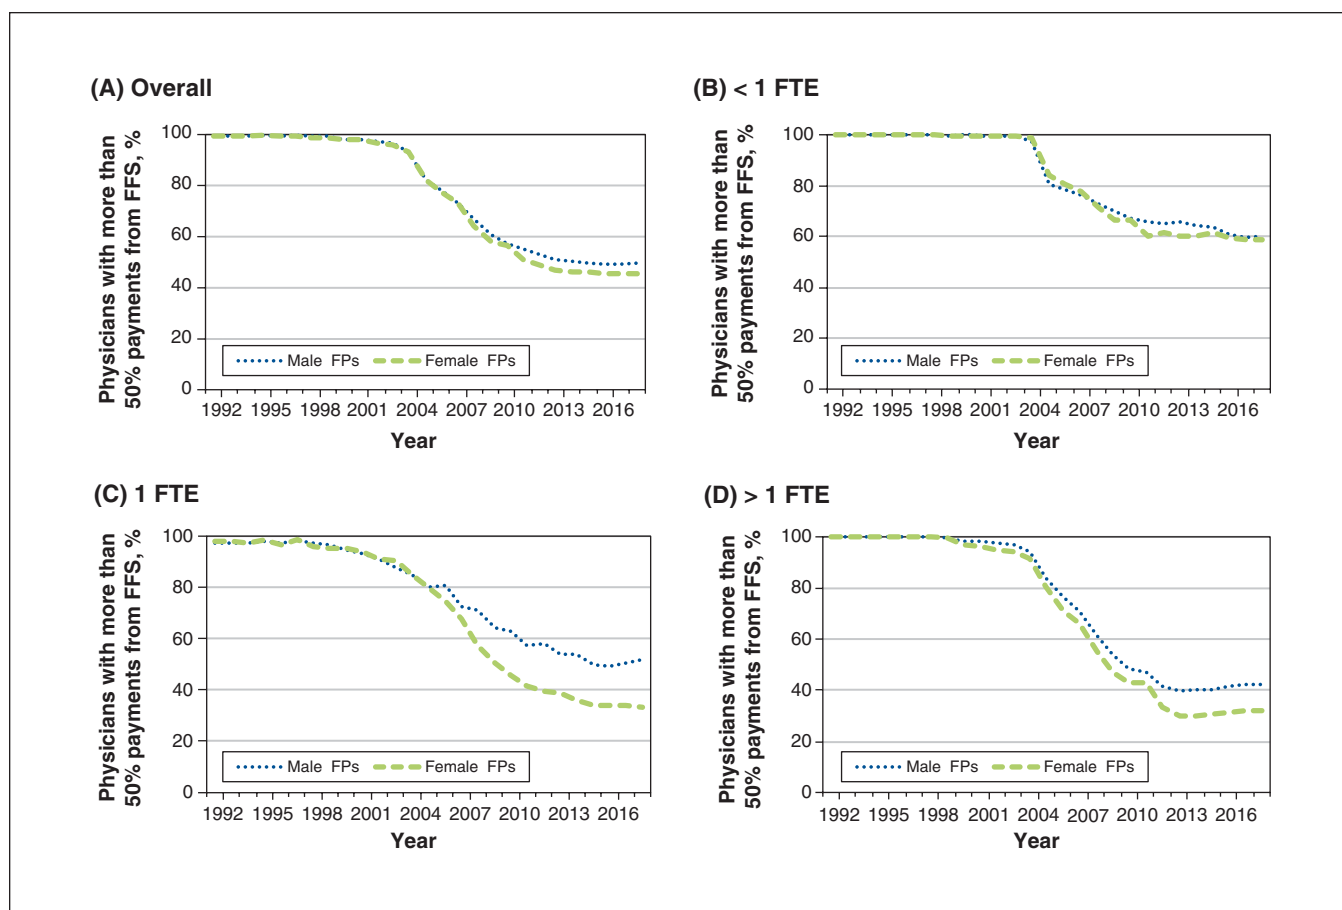 (A) Overall
Physicians with more than
50% payments from FFS, %
100
80
60
40
20
0
Male FPs Female FPs
1992 1995 1998 2001 2004 2007 2010 2013 2016
Year
(B) < 1 FTE
Physicians with more than
50% payments from FFS, %
100
80
60
40
20
0
Male FPs Female FPs
1992 1995 1998 2001 2004 2007 2010 2013 2016
Year
(C) 1 FTE
Physicians with more than
50% payments from FFS, %
100
80
60
40
20
0
Male FPs Female FPs
1992 1995 1998 2001 2004 2007 2010 2013 2016
Year
(D) > 1 FTE
Physicians with more than
50% payments from FFS, %
100
80
60
40
20
0
Male FPs Female FPs
1992 1995 1998 2001 2004 2007 2010 2013 2016
Year